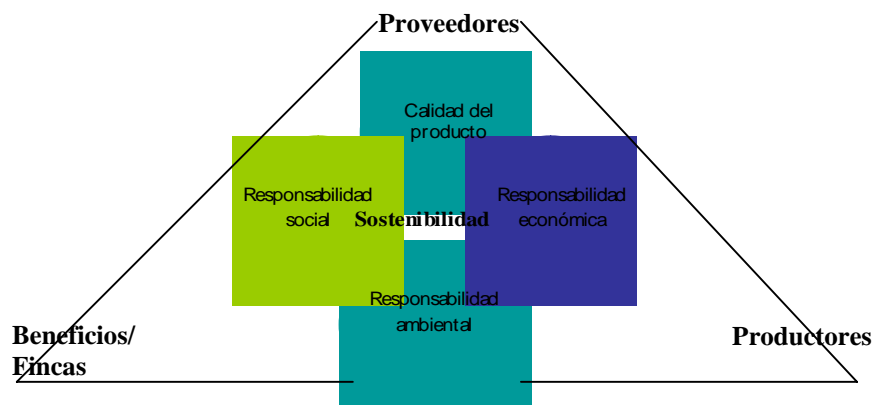 Proveedores
Calidad del
producto
Responsabilidad
social
Sostenibilidad
Responsabilidad
económica
Responsabilidad
ambiental
Beneficios/
Fincas
Productores